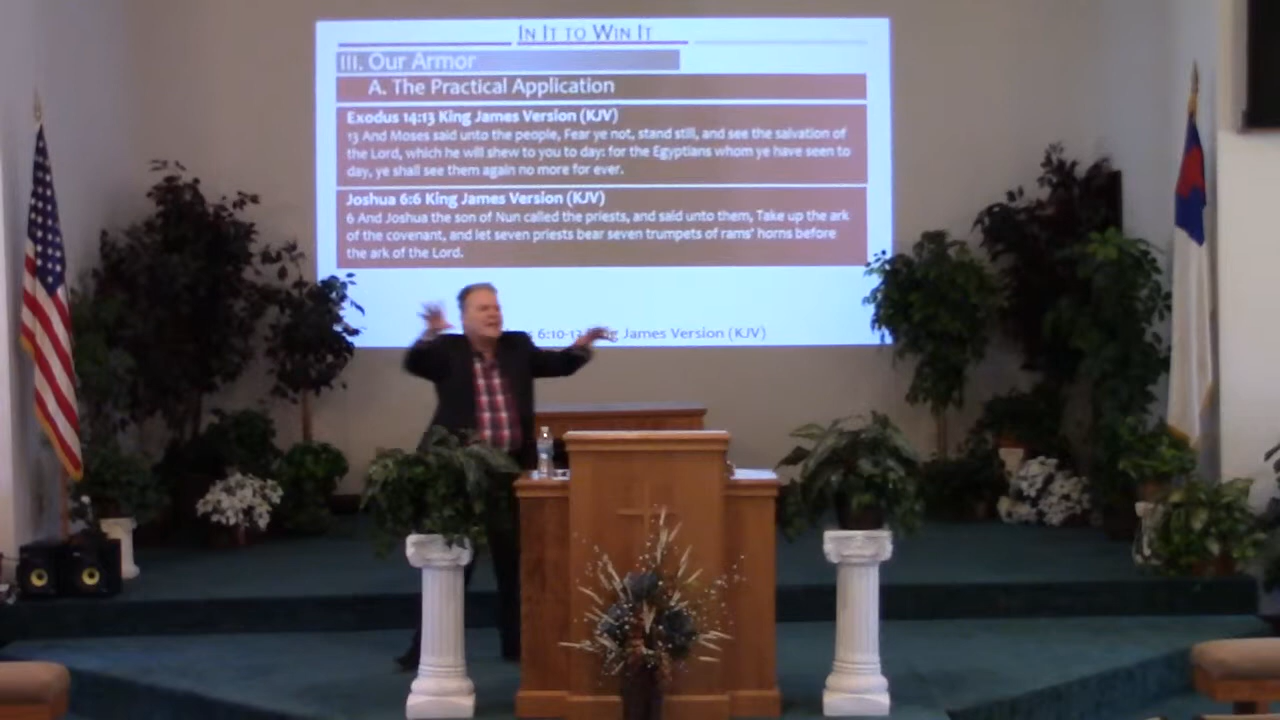 In It to Win It
III. Our Armor
A. The Practical Application
Exodus 14:13 King James Version (KJV)
13 And Moses said unto the people, Fear ye not, stand still, and see the salvation of
the Lord, which he will shew to you to day: for the Egyptians whom ye have seen to
day, ye shall see them again no more for ever.
Joshua 6:6 King James Version (KJV)
6 And Joshua the son of Nun called the priests, and said unto them, Take up the ark
of the covenant, and let seven priests bear seven trumpets of rams' horns before
the ark of the Lord.
6:10-13 James Version (KJV)